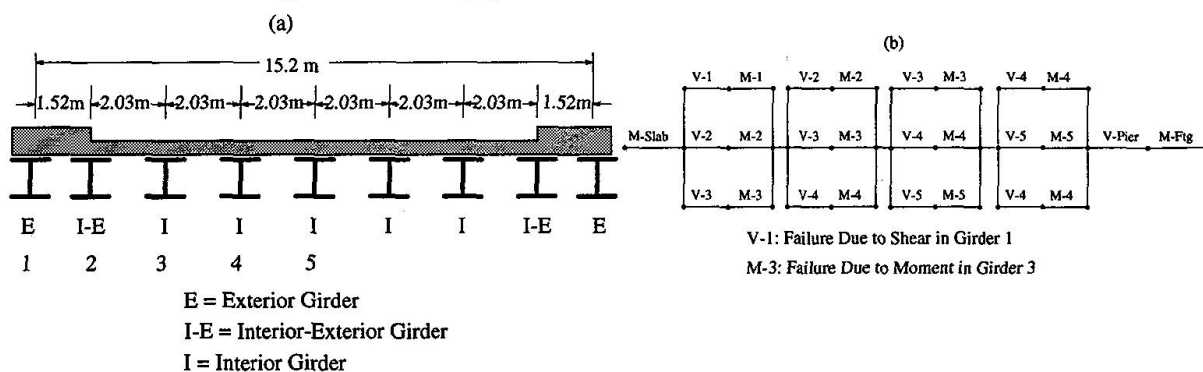 (a)
15.2 m
1.52m 2.03m 2.03m 2.03m 2.03m 2.03m 2.03m 1.52m
E I-E I I I I I I-E E
1 2 3 4 5
E = Exterior Girder
I-E = Interior-Exterior Girder
I = Interior Girder
(b)
V-1 M-1 V-2 M-2 V-3 M-3 V-4 M-4
M-Slab V-2 M-2 V-3 M-3 V-4 M-4 V-5 M-5 V-Pier M-Ftg
V-3 M-3 V-4 M-4 V-5 M-5 V-4 M-4
V-1: Failure Due to Shear in Girder 1
M-3: Failure Due to Moment in Girder 3